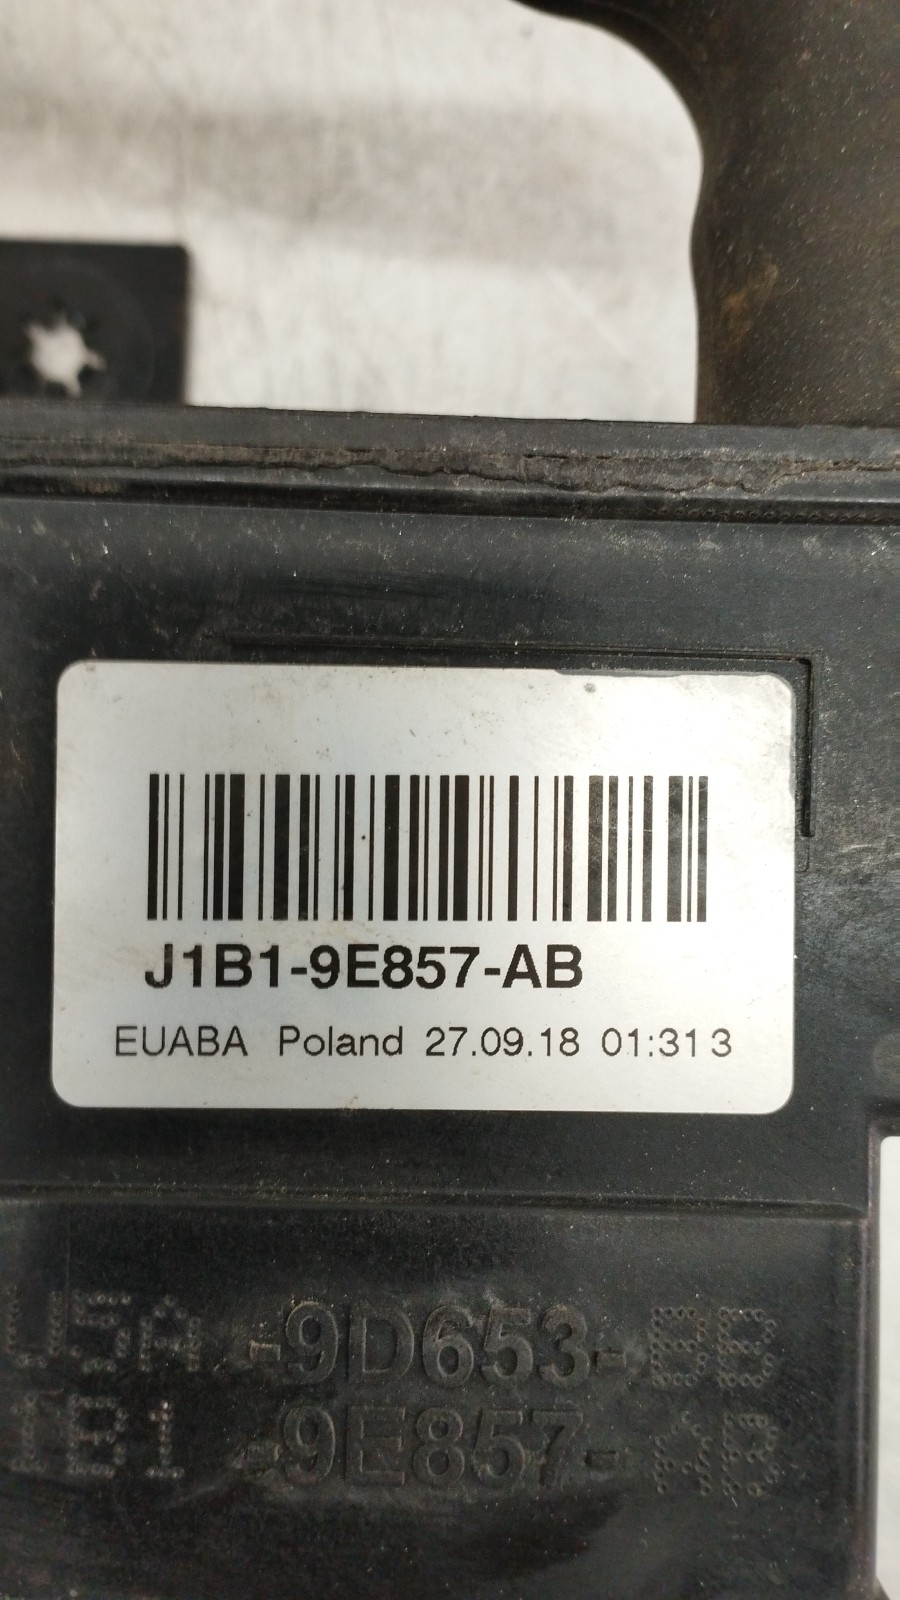 J1B1-9E857-AB
EUABA Poland 27.09.18 01:31 3
-9D653-
-9E857-